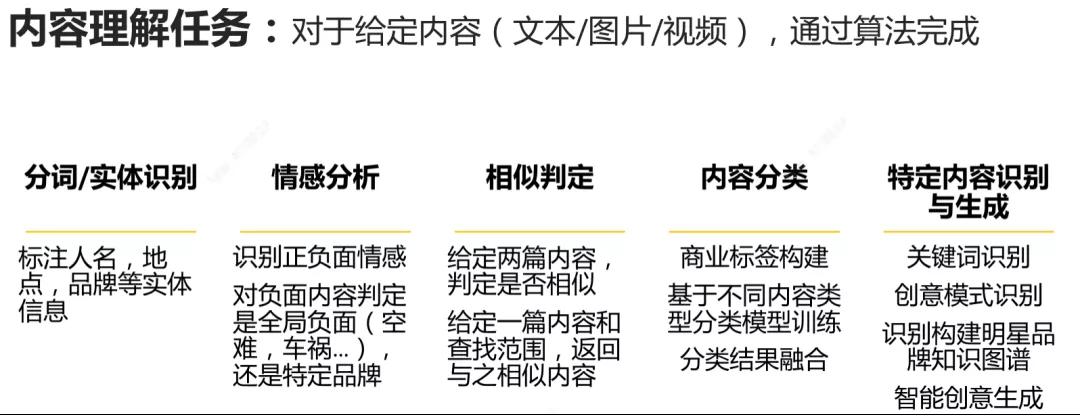 内容理解任务：对于给定内容（文本/图片/视频），通过算法完成
分词/实体识别
标注人名，地
点，品牌等实体
信息
情感分析
识别正负面情感
对负面内容判定
是全局负面（空
难，车祸...），
还是特定品牌
相似判定
给定两篇内容，
判定是否相似
给定一篇内容和
查找范围，返回
与之相似内容
内容分类
商业标签构建
基于不同内容类
型分类模型训练
分类结果融合
特定内容识别
与生成
关键词识别
创意模式识别
识别构建明星品
牌知识图谱
智能创意生成